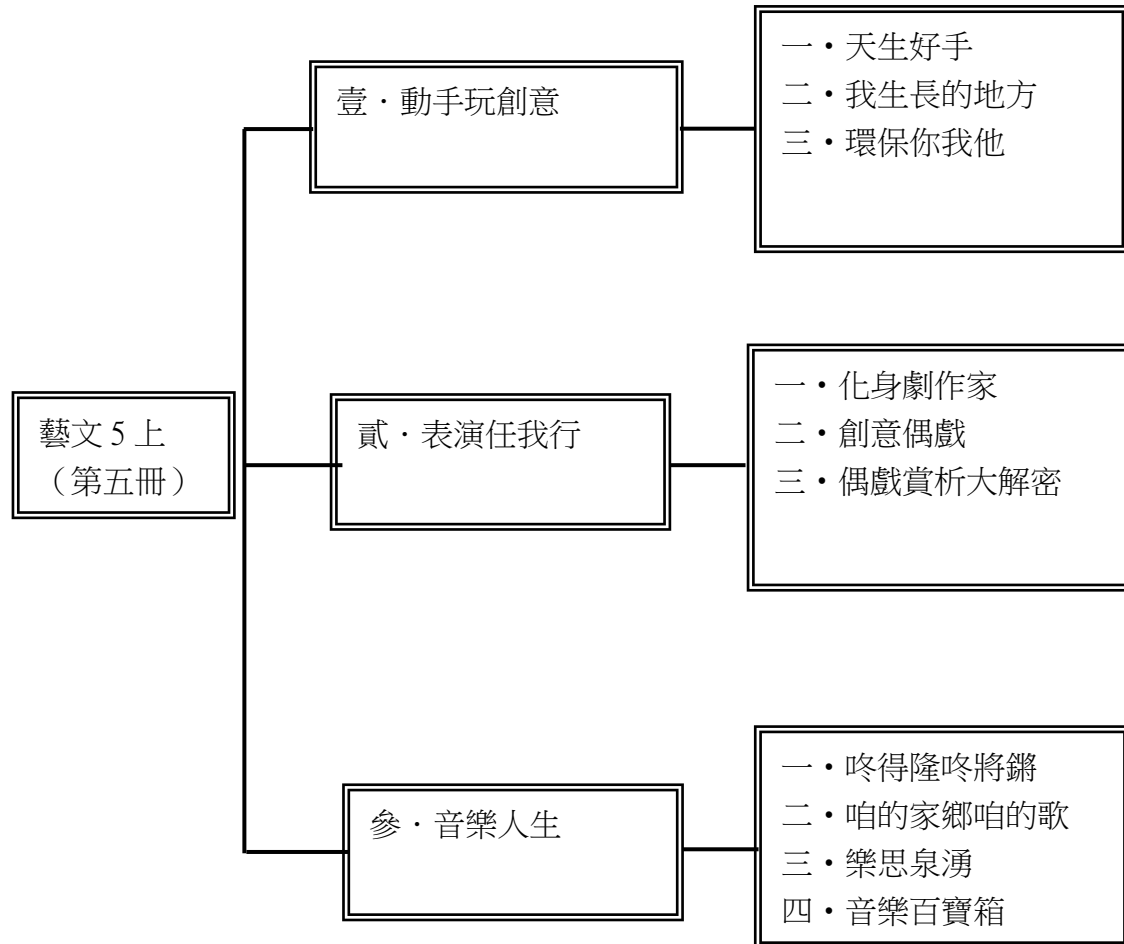 藝文 5 上
（第五冊）
壹．動手玩創意
一・天生好手
二・我生長的地方
三・環保你我他
貳．表演任我行
一・化身劇作家
二・創意偶戲
三・偶戲賞析大解密
參．音樂人生
一・咚得隆咚將鏘
二・咱的家鄉咱的歌
三・樂思泉湧
四・音樂百寶箱